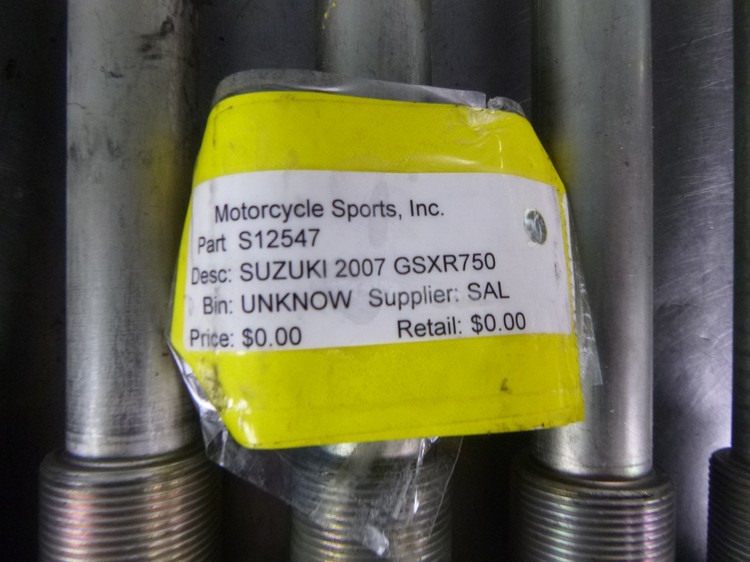 Motorcycle Sports, Inc.
Part S12547
Desc: SUZUKI 2007 GSXR750
Bin: UNKNOW Supplier: SAL
Price: $0.00 Retail: $0.00